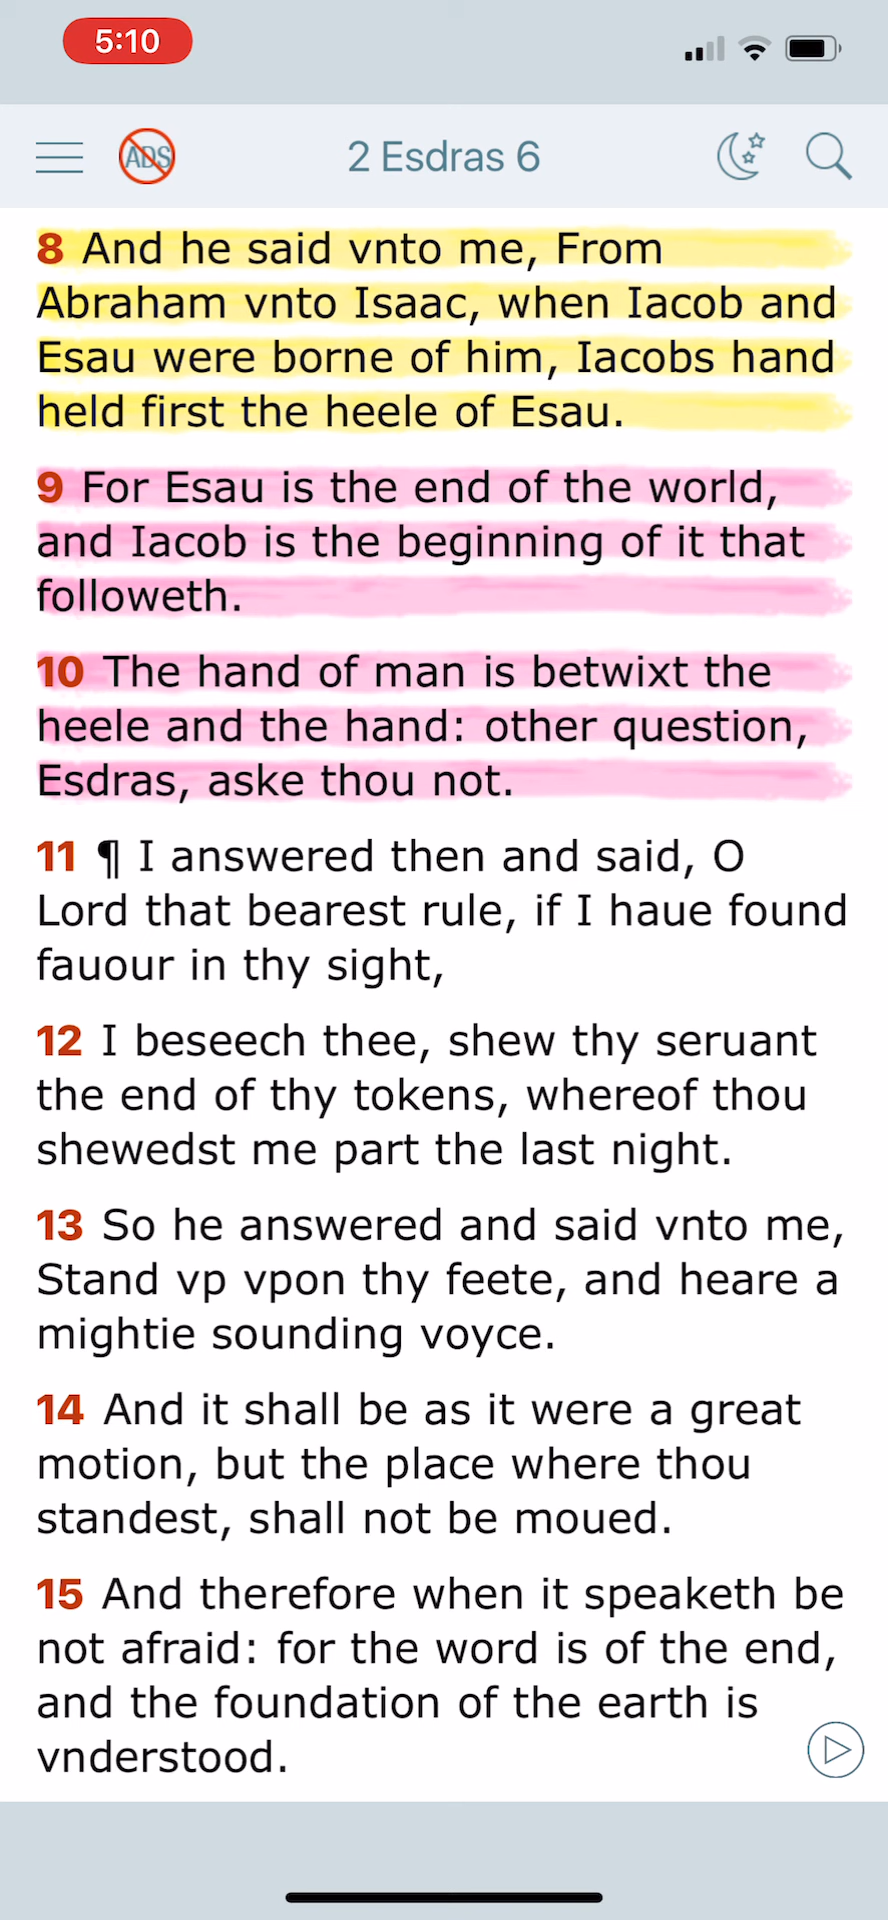 5:10
ADS
2 Esdras 6
8 And he said vnto me, From
Abraham vnto Isaac, when Iacob and
Esau were borne of him, Iacobs hand
held first the heele of Esau.
9 For Esau is the end of the world,
and Iacob is the beginning of it that
followeth.
10 The hand of man is betwixt the
heele and the hand: other question,
Esdras, aske thou not.
11 ¶ I answered then and said, O
Lord that bearest rule, if I haue found
fauour in thy sight,
12 I beseech thee, shew thy seruant
the end of thy tokens, whereof thou
shewedst me part the last night.
13 So he answered and said vnto me,
Stand vp vpon thy feete, and heare a
mightie sounding voyce.
14 And it shall be as it were a great
motion, but the place where thou
standest, shall not be moued.
15 And therefore when it speaketh be
not afraid: for the word is of the end,
and the foundation of the earth is
vnderstood.